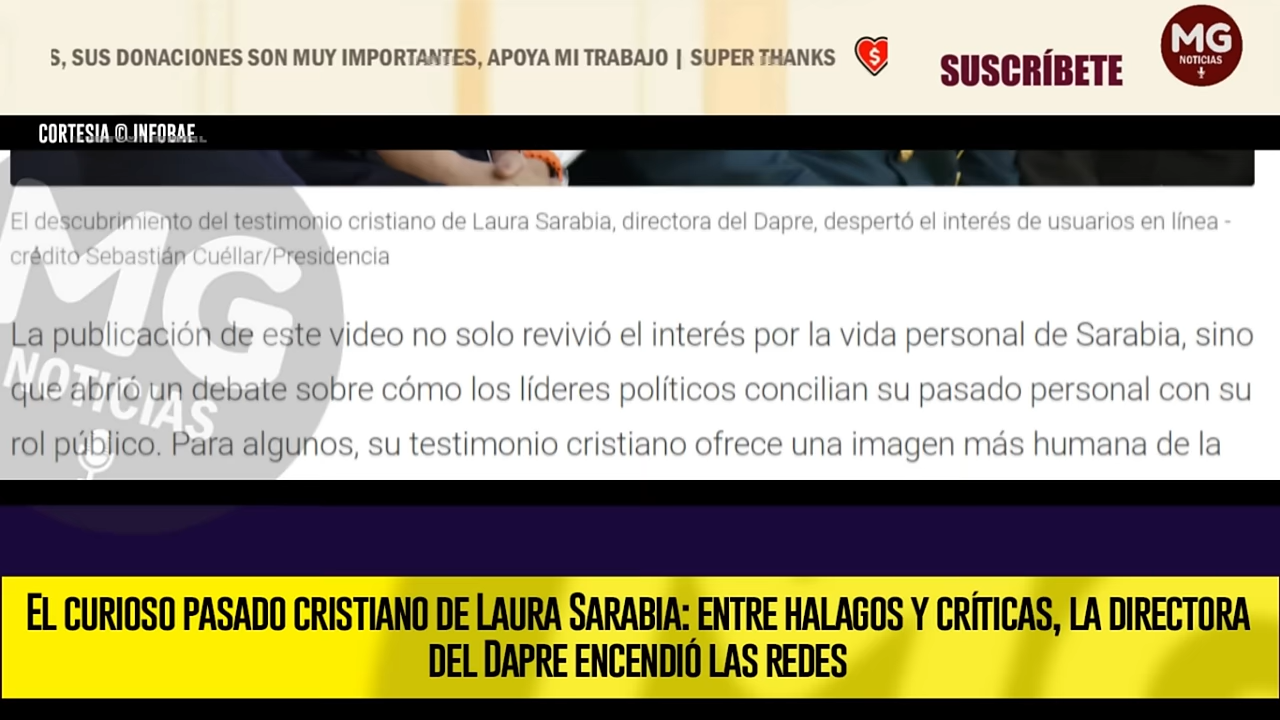 S, SUS DONACIONES SON MUY IMPORTANTES, APOYA MI TRABAJO | SUPER THANKS
SUSCRÍBETE
MG
NOTICIAS
CORTESIA © INFOBAE
El descubrimiento del testimonio cristiano de Laura Sarabia, directora del Dapre, despertó el interés de usuarios en línea -
crédito Sebastián Cuéllar/Presidencia
La publicación de este video no solo revivió el interés por la vida personal de Sarabia, sino
que abrió un debate sobre cómo los líderes políticos concilian su pasado personal con su
rol público. Para algunos, su testimonio cristiano ofrece una imagen más humana de la
MG
NOTICIAS
EL CURIOSO PASADO CRISTIANO DE LAURA SARABIA: ENTRE HALAGOS Y CRÍTICAS, LA DIRECTORA
DEL DAPRE ENCENDIÓ LAS REDES